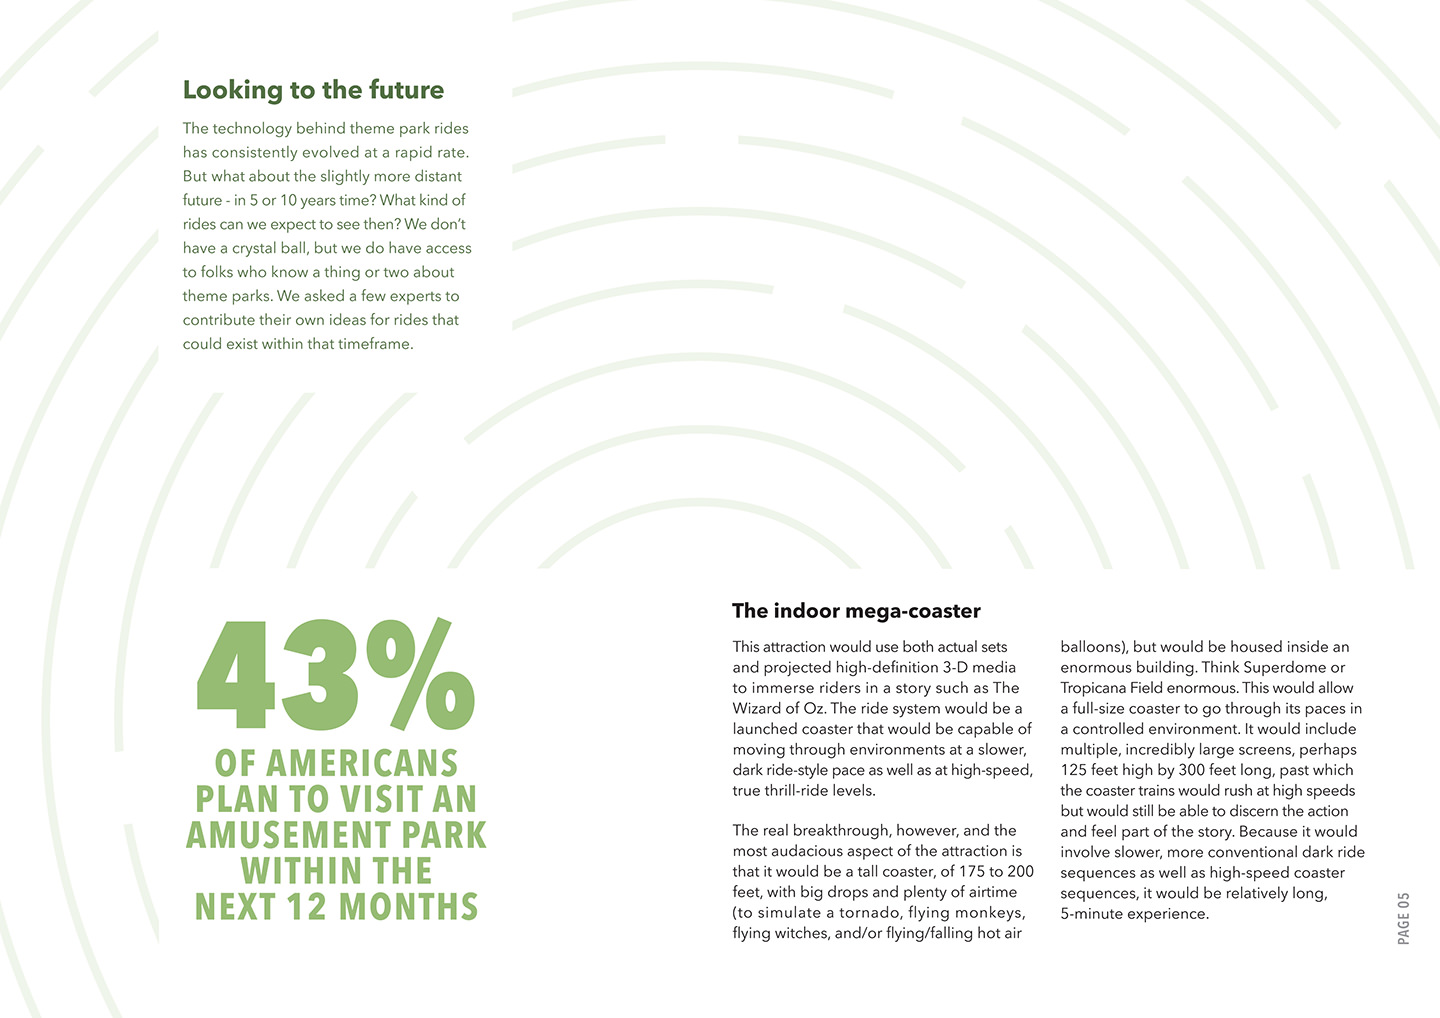 Looking to the future
The technology behind theme park rides
has consistently evolved at a rapid rate.
But what about the slightly more distant
future - in 5 or 10 years time? What kind of
rides can we expect to see then? We don’t
have a crystal ball, but we do have access
to folks who know a thing or two about
theme parks. We asked a few experts to
contribute their own ideas for rides that
could exist within that timeframe.
43%
OF AMERICANS
PLAN TO VISIT AN
AMUSEMENT PARK
WITHIN THE
NEXT 12 MONTHS
The indoor mega-coaster
This attraction would use both actual sets
and projected high-definition 3-D media
to immerse riders in a story such as The
Wizard of Oz. The ride system would be a
launched coaster that would be capable of
moving through environments at a slower,
dark ride-style pace as well as at high-speed,
true thrill-ride levels.
The real breakthrough, however, and the
most audacious aspect of the attraction is
that it would be a tall coaster, of 175 to 200
feet, with big drops and plenty of airtime
(to simulate a tornado, flying monkeys,
flying witches, and/or flying/falling hot air
balloons), but would be housed inside an
enormous building. Think Superdome or
Tropicana Field enormous. This would allow
a full-size coaster to go through its paces in
a controlled environment. It would include
multiple, incredibly large screens, perhaps
125 feet high by 300 feet long, past which
the coaster trains would rush at high speeds
but would still be able to discern the action
and feel part of the story. Because it would
involve slower, more conventional dark ride
sequences as well as high-speed coaster
sequences, it would be relatively long,
5-minute experience.
PAGE 05